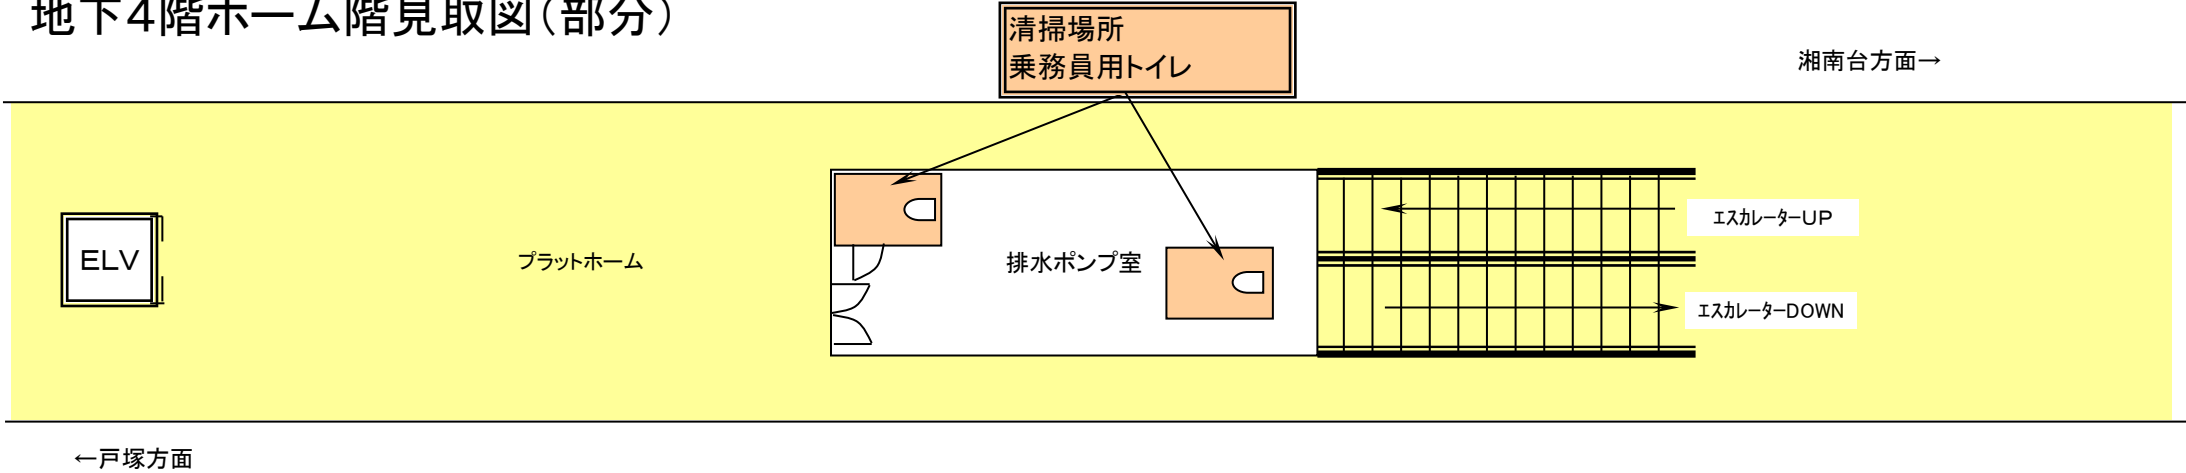 地下4階ホーム階見取図(部分)
清掃場所
乗務員用トイレ
湘南台方面→
ELV
プラットホーム
排水ポンプ室
ｴｽｶﾚｰﾀｰUP
ｴｽｶﾚｰﾀｰDOWN
←戸塚方面